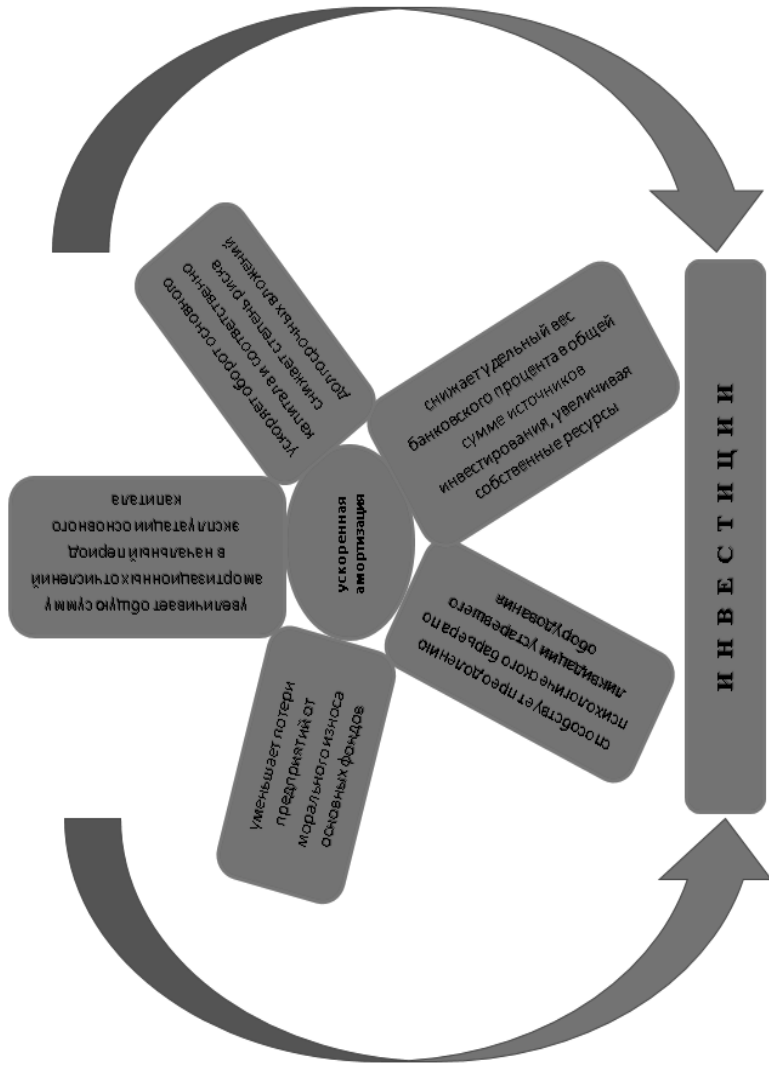 ускоряет оборот основного
капитала и соответственно
снижает степень риска
долгосрочных вложений
снижает удельный вес
банковского процента в общей
сумме источников
инвестирования, увеличивая
собственные ресурсы
увеличивает общую сумму
амортизационных отчислений
в начальный период
эксплуатации основного
капитала
ускоренная
амортизация
способствует преодолению
психологического барьера по
ликвидации устаревшего
оборудования
уменьшает потери
предприятий от
морального износа
основных фондов
ИНВЕСТИЦИИ